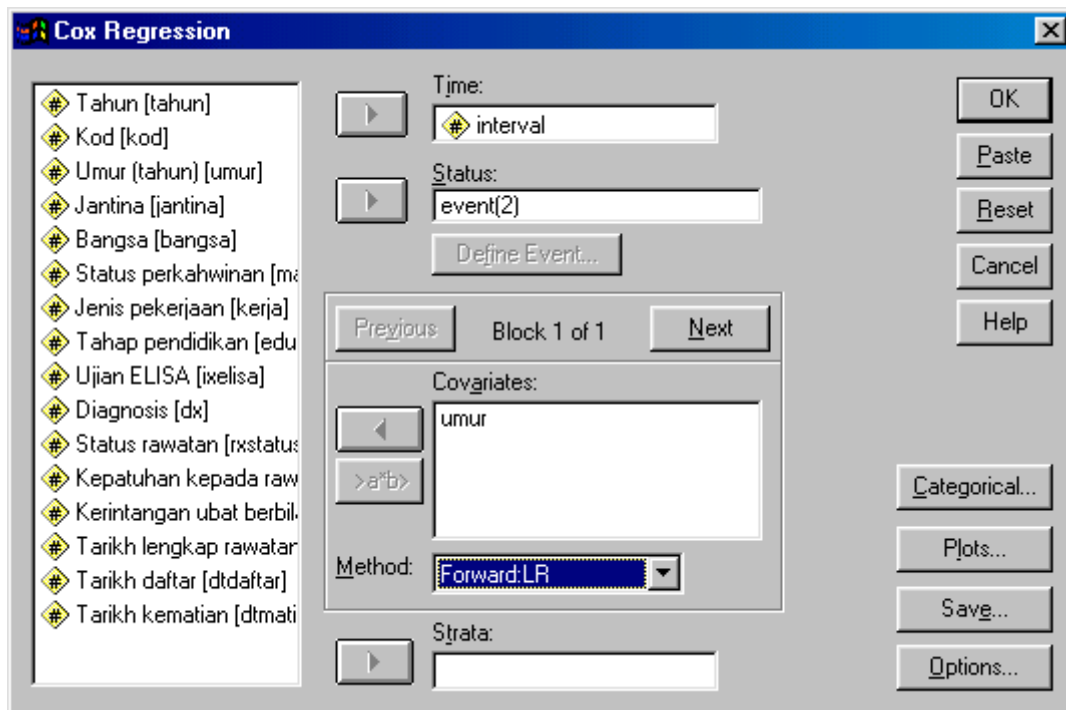 Cox Regression
Tahun [tahun]
Kod [kod]
Umur (tahun) [umur]
Jantina [jantina]
Bangsa [bangsa]
Status perkahwinan [ma
Jenis pekerjaan [kerja]
Tahap pendidikan [edu
Ujian ELISA [ixelisa]
Diagnosis [dx]
Status rawatan [rxstatus
Kepatuhan kepada raw
Kerintangan ubat berbil
Tarikh lengkap rawatan
Tarikh daftar [dtdaftar]
Tarikh kematian [dtmati
Time:
interval
Status:
event(2)
Define Event...
Previous
Block 1 of 1
Next
Covariates:
umur
>a*b>
Method:
Forward:LR
Strata:
OK
Paste
Reset
Cancel
Help
Categorical...
Plots...
Save...
Options...